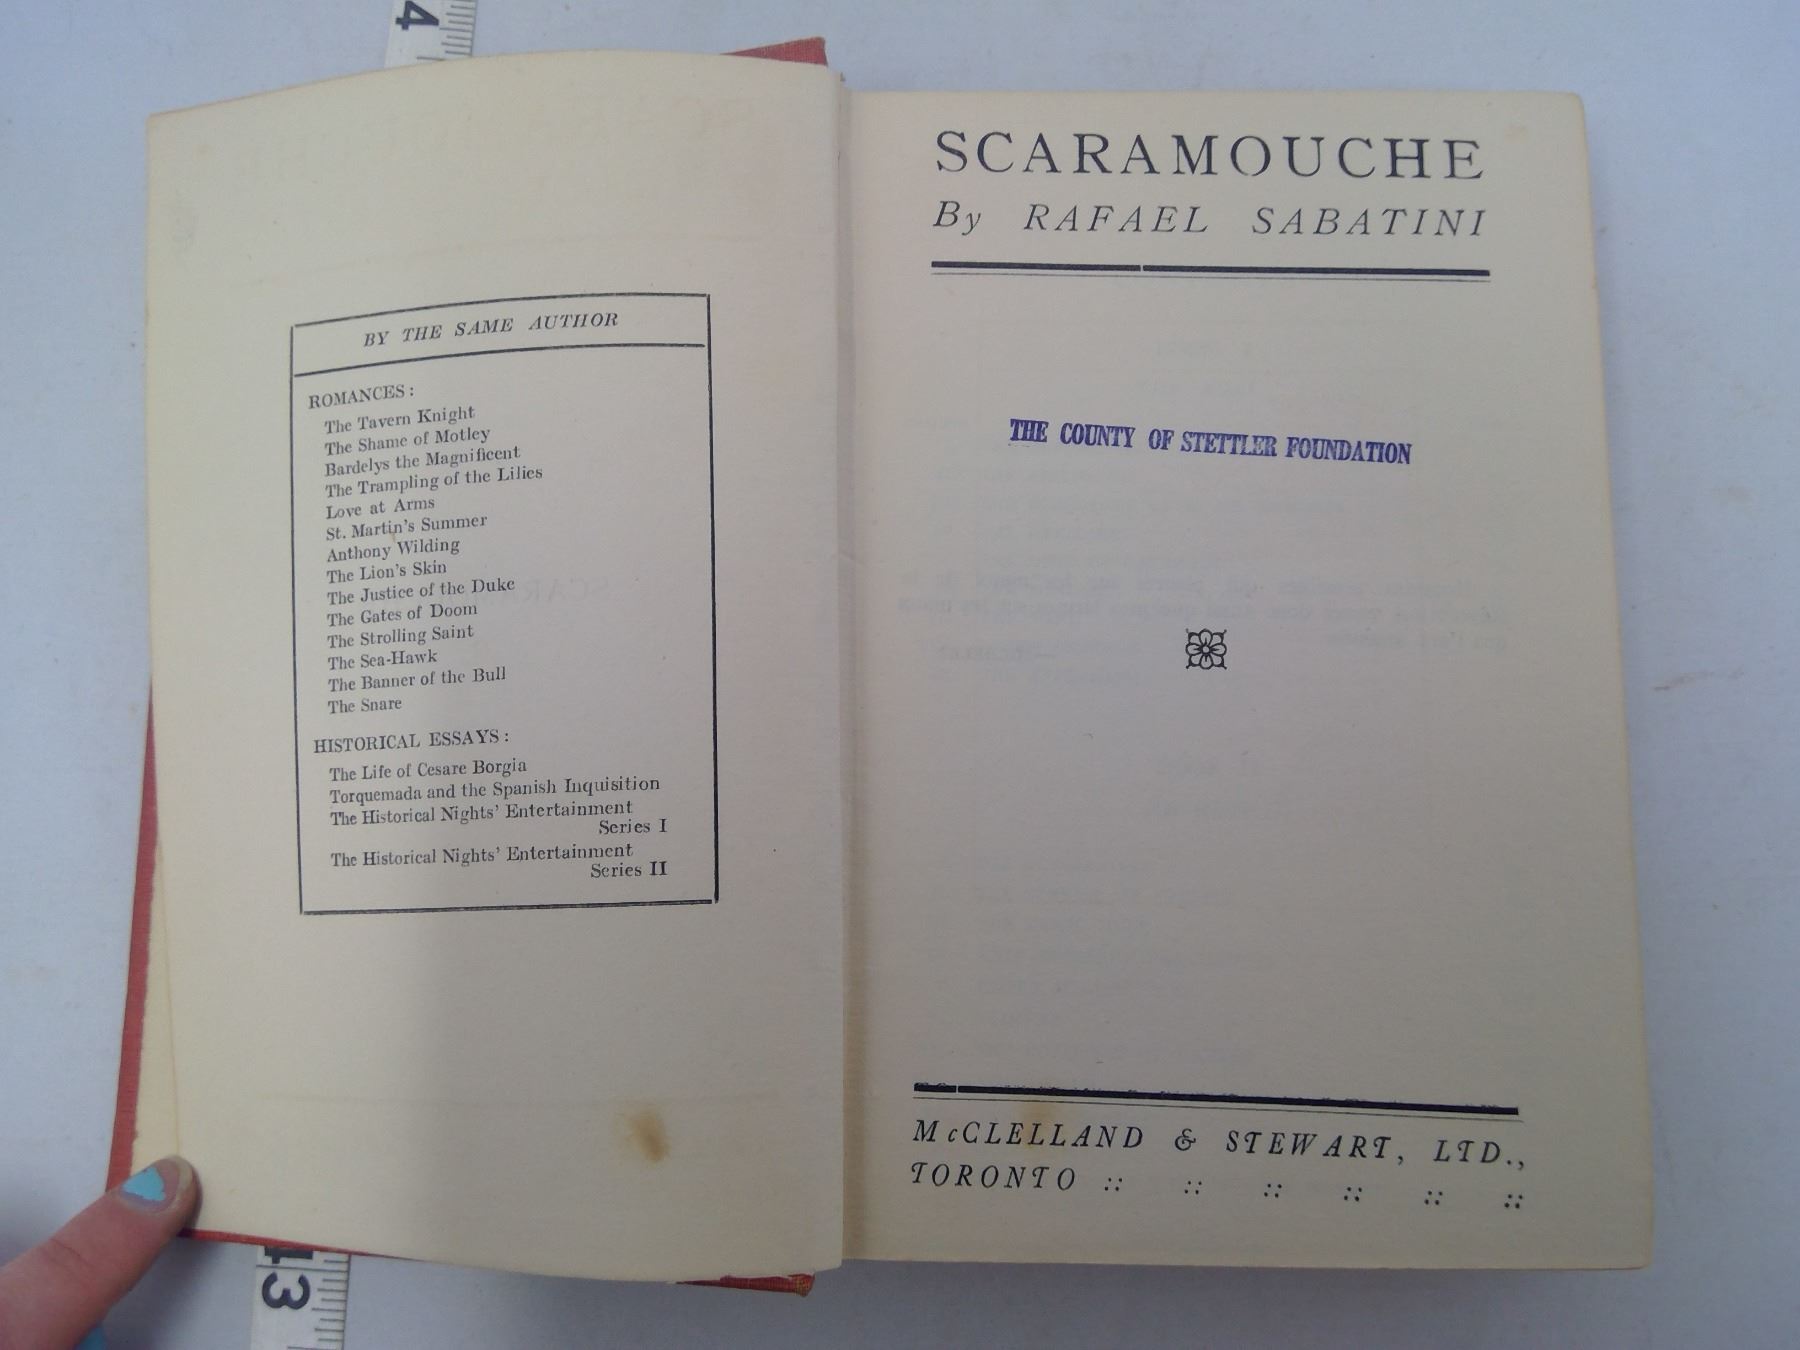 4
BY THE SAME AUTHOR
ROMANCES:
The Tavern Knight
The Shame of Motley
Bardelys the Magnificent
The Trampling of the Lilies
Love at Arms
St. Martin's Summer
Anthony Wilding
The Lion's Skin
The Justice of the Duke
The Gates of Doom
The Strolling Saint
The Sea-Hawk
The Banner of the Bull
The Snare
HISTORICAL ESSAYS:
The Life of Cesare Borgia
Torquemada and the Spanish Inquisition
The Historical Nights' Entertainment
Series I
The Historical Nights' Entertainment
Series II
SCARAMOUCHE
By RAFAEL SABATINI
THE COUNTY OF STETTLER FOUNDATION
McCLELLAND & STEWART, LTD.,
TORONTO :: :: :: :: :: ::
13